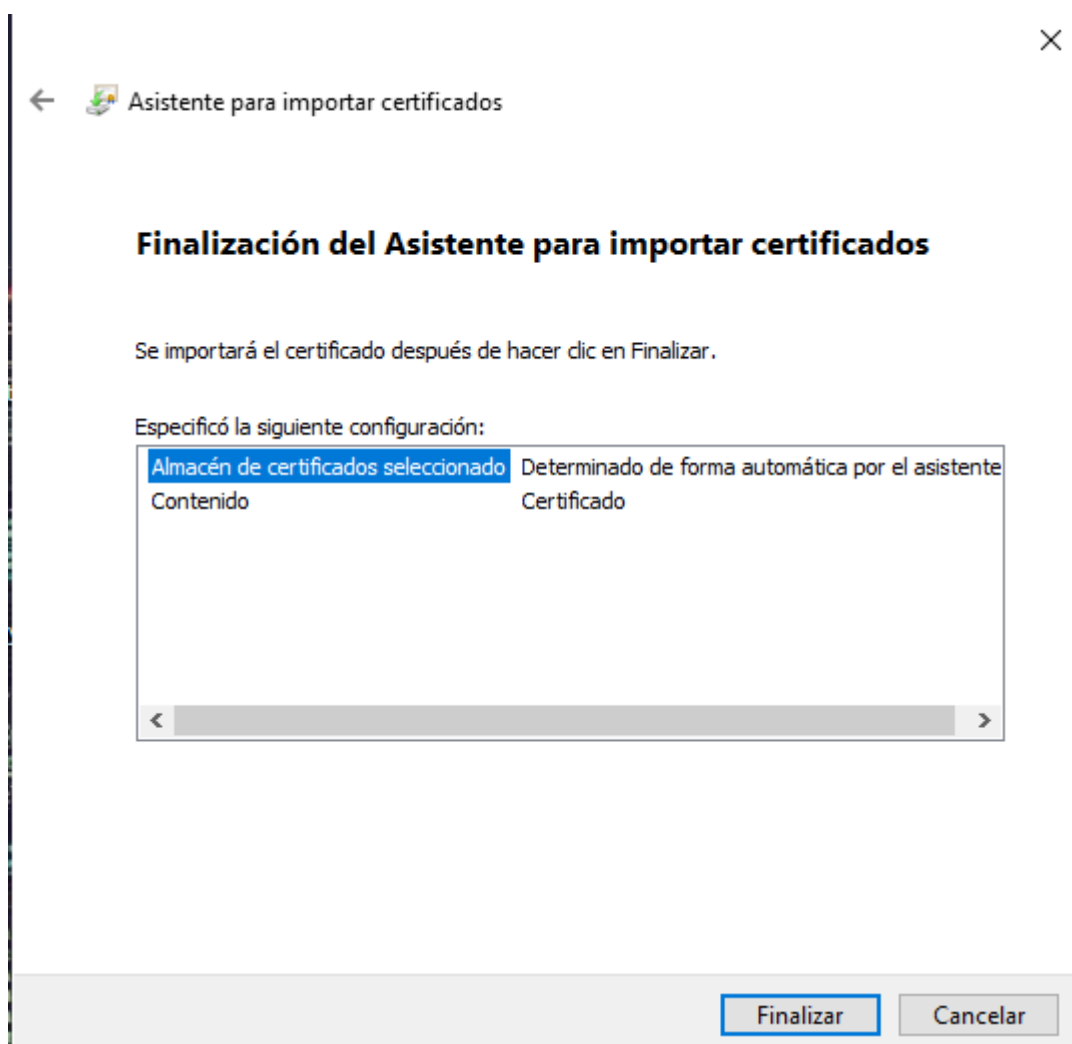 Asistente para importar certificados
Finalización del Asistente para importar certificados
Se importará el certificado después de hacer clic en Finalizar.
Especificó la siguiente configuración:
Almacén de certificados seleccionado Determinado de forma automática por el asistente
Contenido Certificado
Finalizar Cancelar